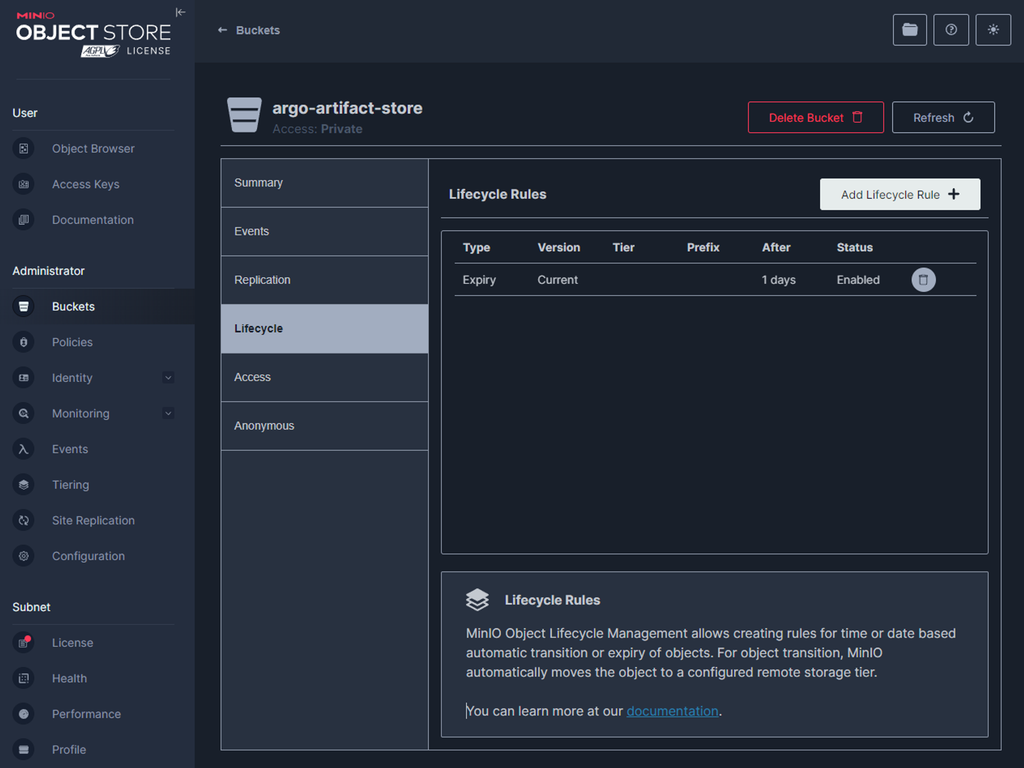 MINIO
OBJECT STORE
AGPL LICENSE
User
Object Browser
Access Keys
Documentation
Administrator
Buckets
Policies
Identity
Monitoring
Events
Tiering
Site Replication
Configuration
Subnet
License
Health
Performance
Profile
Buckets
argo-artifact-store
Access: Private
Delete Bucket
Refresh
Summary
Events
Replication
Lifecycle
Access
Anonymous
Lifecycle Rules
Add Lifecycle Rule
Type Version Tier Prefix After Status
Expiry Current 1 days Enabled
Lifecycle Rules
MinIO Object Lifecycle Management allows creating rules for time or date based
automatic transition or expiry of objects. For object transition, MinIO
automatically moves the object to a configured remote storage tier.
You can learn more at our documentation.